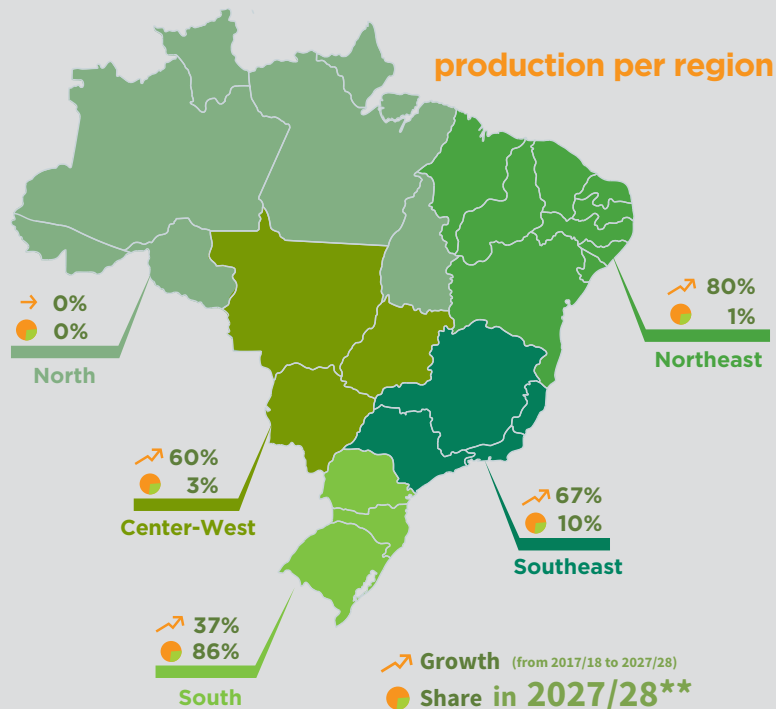 production per region
80%
1%
Northeast
0%
0%
North
60%
3%
Center-West
67%
10%
Southeast
37%
86%
South
Growth (from 2017/18 to 2027/28)
Share in 2027/28**